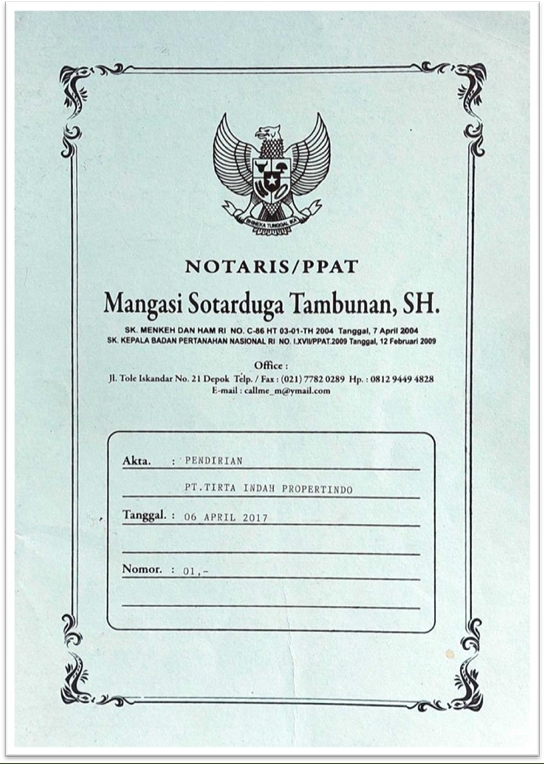 BHINEKA TUNGGAL IKA
NOTARIS/PPAT
Mangasi Sotarduga Tambunan, SH.
SK. MENKEH DAN HAM RI NO. C-86 HT 03-01-TH 2004 Tanggal, 7 April 2004
SK. KEPALA BADAN PERTANAHAN NASIONAL RI NO. I.XVII/PPAT.2009 Tanggal, 12 Februari 2009
Office :
Jl. Tole Iskandar No. 21 Depok Telp. / Fax : (021) 7782 0289 Hp. : 0812 9449 4828
E-mail : callme_m@ymail.com
Akta. : PENDIRIAN
PT.TIRTA INDAH PROPERTINDO
Tanggal. : 06 APRIL 2017
Nomor. : 01,-